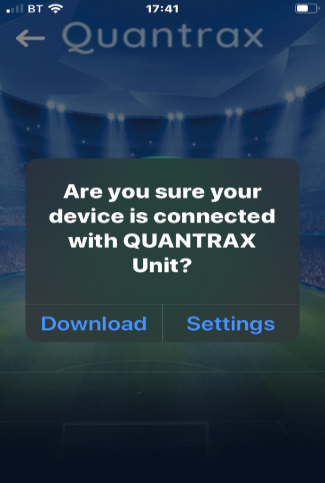 BT 17:41
Quantrax
Are you sure your
device is connected
with QUANTRAX
Unit?
Download Settings